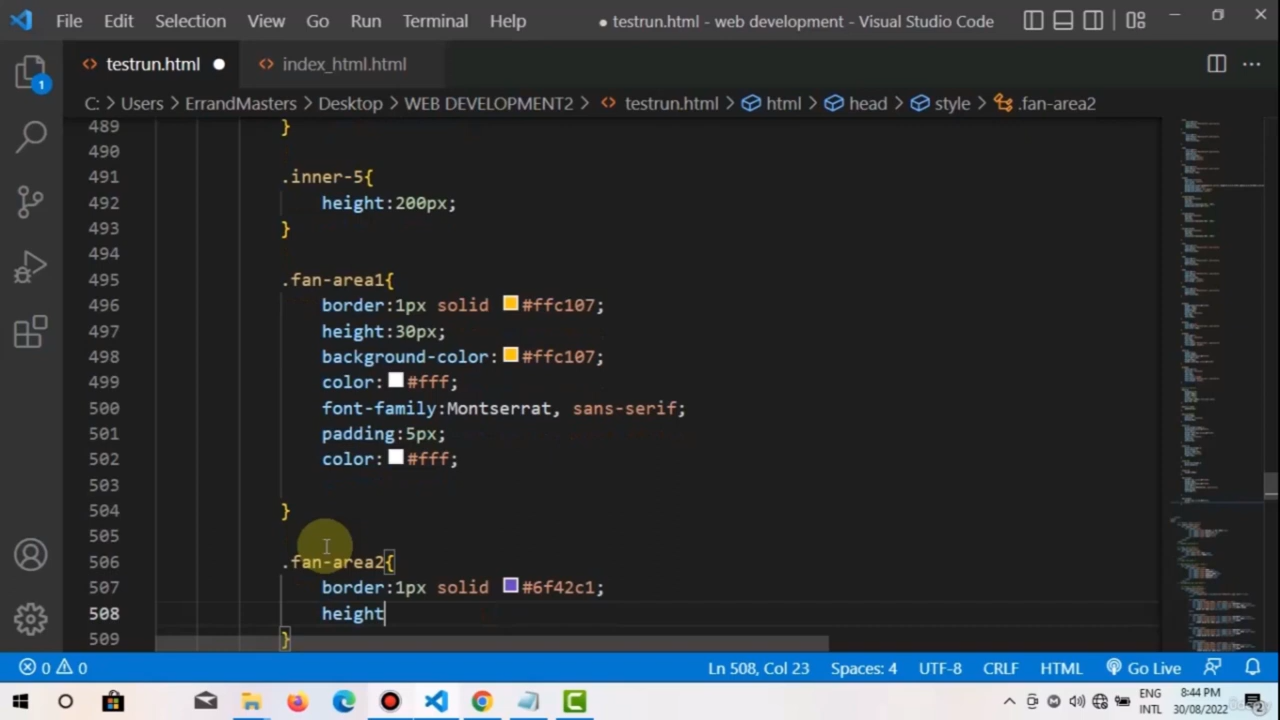 File Edit Selection View Go Run Terminal Help ● testrun.html - web development - Visual Studio Code
testrun.html index_html.html
C: > Users > ErrandMasters > Desktop > WEB DEVELOPMENT2 > testrun.html > html > head > style > .fan-area2
489 }
490
491 .inner-5{
492 height:200px;
493 }
494
495 .fan-area1{
496 border:1px solid #ffc107;
497 height:30px;
498 background-color:#ffc107;
499 color:#fff;
500 font-family:Montserrat, sans-serif;
501 padding:5px;
502 color:#fff;
503
504 }
505
506 .fan-area2{
507 border:1px solid #6f42c1;
508 height
509 }
0 0 Ln 508, Col 23 Spaces: 4 UTF-8 CRLF HTML Go Live
ENG 8:44 PM
INTL 30/08/2022